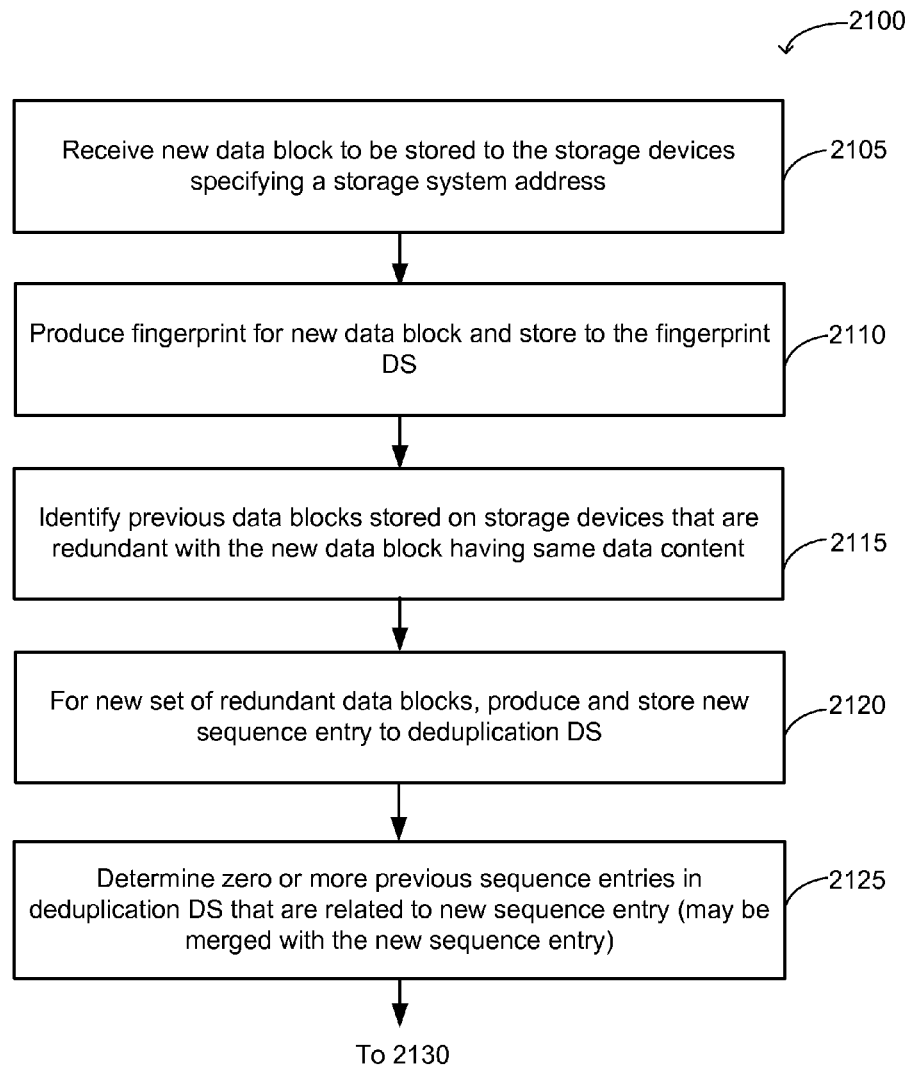 2100
Receive new data block to be stored to the storage devices
specifying a storage system address
2105
Produce fingerprint for new data block and store to the fingerprint
DS
2110
Identify previous data blocks stored on storage devices that are
redundant with the new data block having same data content
2115
For new set of redundant data blocks, produce and store new
sequence entry to deduplication DS
2120
Determine zero or more previous sequence entries in
deduplication DS that are related to new sequence entry (may be
merged with the new sequence entry)
2125
To 2130